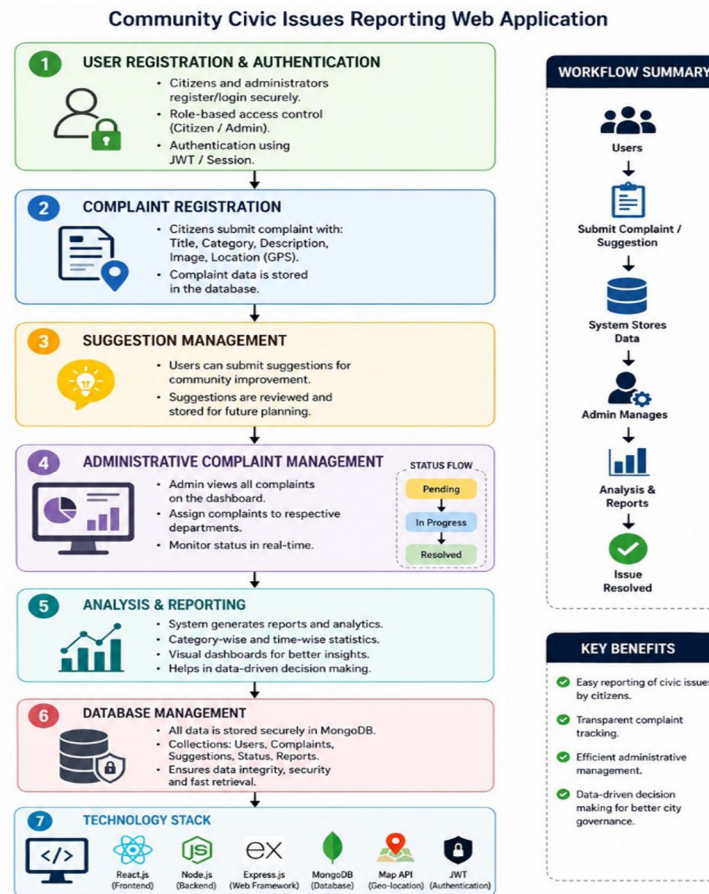 Community Civic Issues Reporting Web Application
1
USER REGISTRATION & AUTHENTICATION
• Citizens and administrators
register/login securely.
• Role-based access control
(Citizen / Admin).
• Authentication using
JWT / Session.
2
COMPLAINT REGISTRATION
• Citizens submit complaint with:
Title, Category, Description,
Image, Location (GPS).
• Complaint data is stored
in the database.
3
SUGGESTION MANAGEMENT
• Users can submit suggestions for
community improvement.
• Suggestions are reviewed and
stored for future planning.
4
ADMINISTRATIVE COMPLAINT MANAGEMENT
• Admin views all complaints
on the dashboard.
• Assign complaints to respective
departments.
• Monitor status in real-time.
STATUS FLOW
Pending
In Progress
Resolved
5
ANALYSIS & REPORTING
• System generates reports and analytics.
• Category-wise and time-wise statistics.
• Visual dashboards for better insights.
• Helps in data-driven decision making.
6
DATABASE MANAGEMENT
• All data is stored securely in MongoDB.
• Collections: Users, Complaints,
Suggestions, Status, Reports.
• Ensures data integrity, security
and fast retrieval.
7
TECHNOLOGY STACK
</>
React.js
(Frontend)
JS
Node.js
(Backend)
ex
Express.js
(Web Framework)
MongoDB
(Database)
Map API
(Geo-location)
JWT
(Authentication)
WORKFLOW SUMMARY
Users
Submit Complaint /
Suggestion
System Stores
Data
Admin Manages
Analysis &
Reports
Issue
Resolved
KEY BENEFITS
Easy reporting of civic issues
by citizens.
Transparent complaint
tracking.
Efficient administrative
management.
Data-driven decision
making for better city
governance.